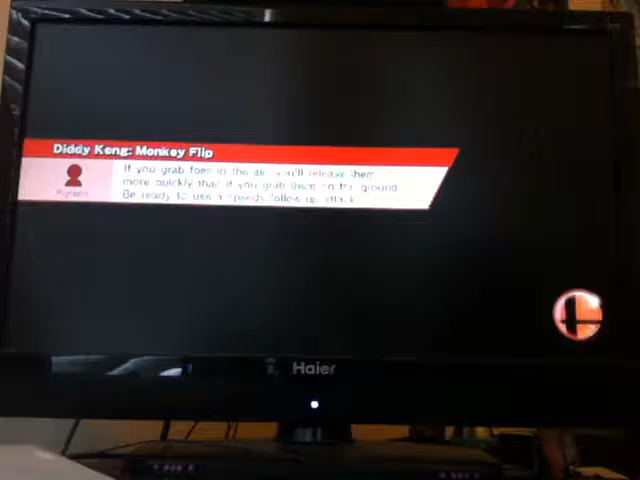 Diddy Kong: Monkey Flip
If you grab foes in the air, you'll release them
more quickly than if you grab them on the ground.
Be ready to use a speedy follow-up attack.
Haier